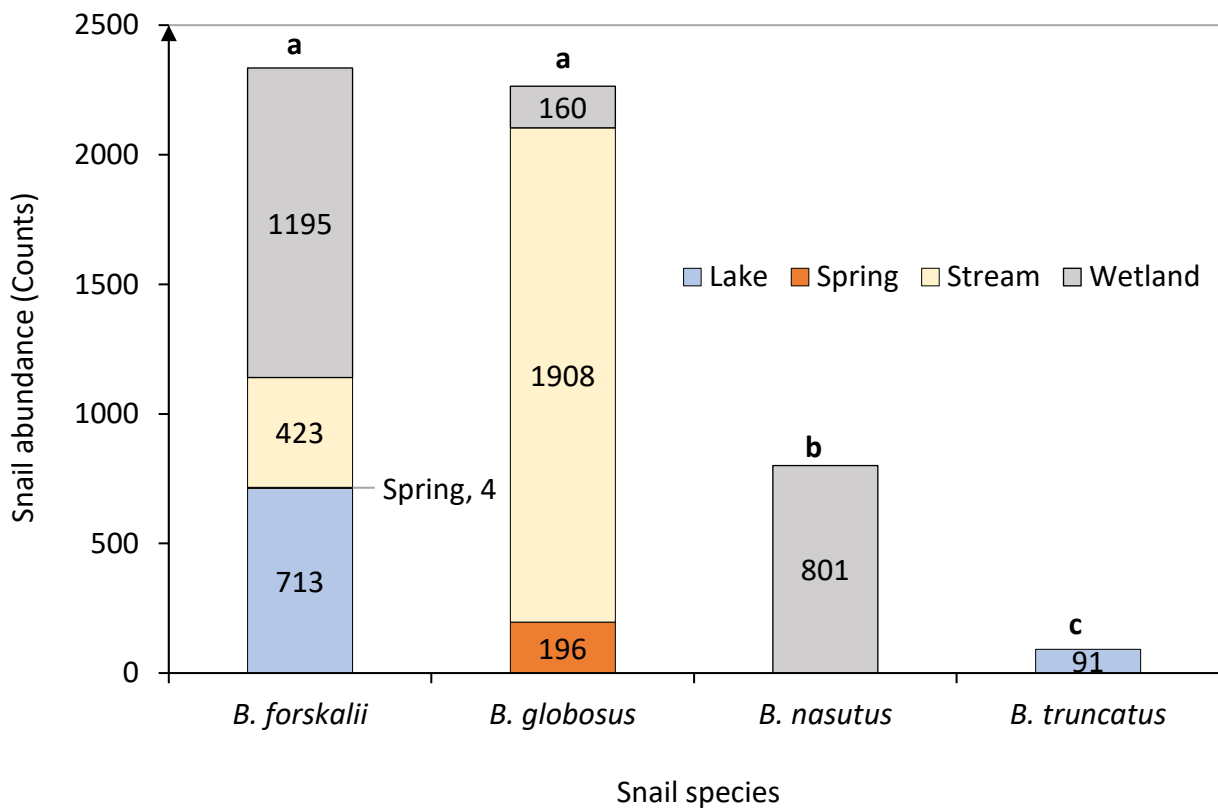 2500
2000
1500
1000
500
0
Snail abundance (Counts)
a
1195
423
Spring, 4
713
a
160
1908
196
b
801
c
91
Lake
Spring
Stream
Wetland
B. forskalii
B. globosus
B. nasutus
B. truncatus
Snail species